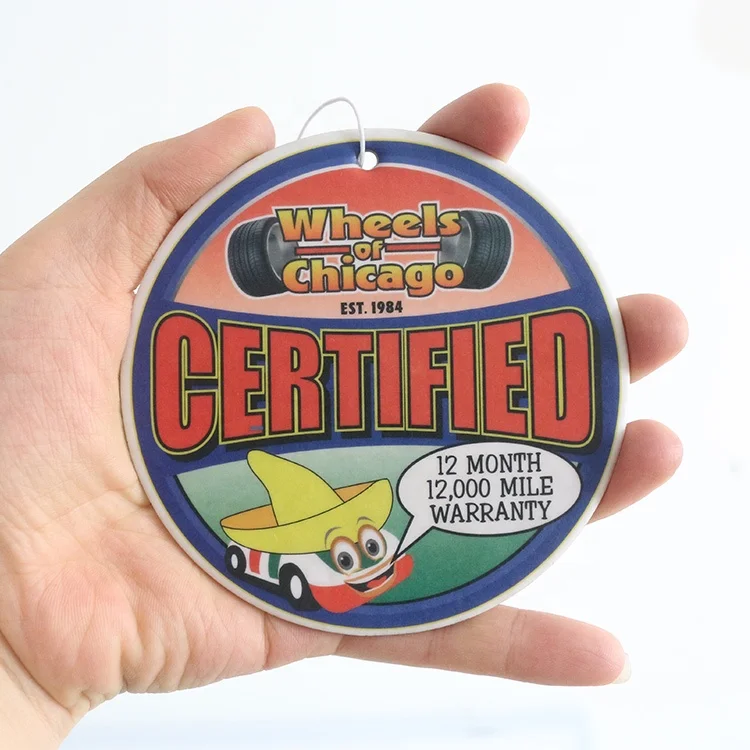 Wheels
of
Chicago
EST. 1984
CERTIFIED
12 MONTH
12,000 MILE
WARRANTY